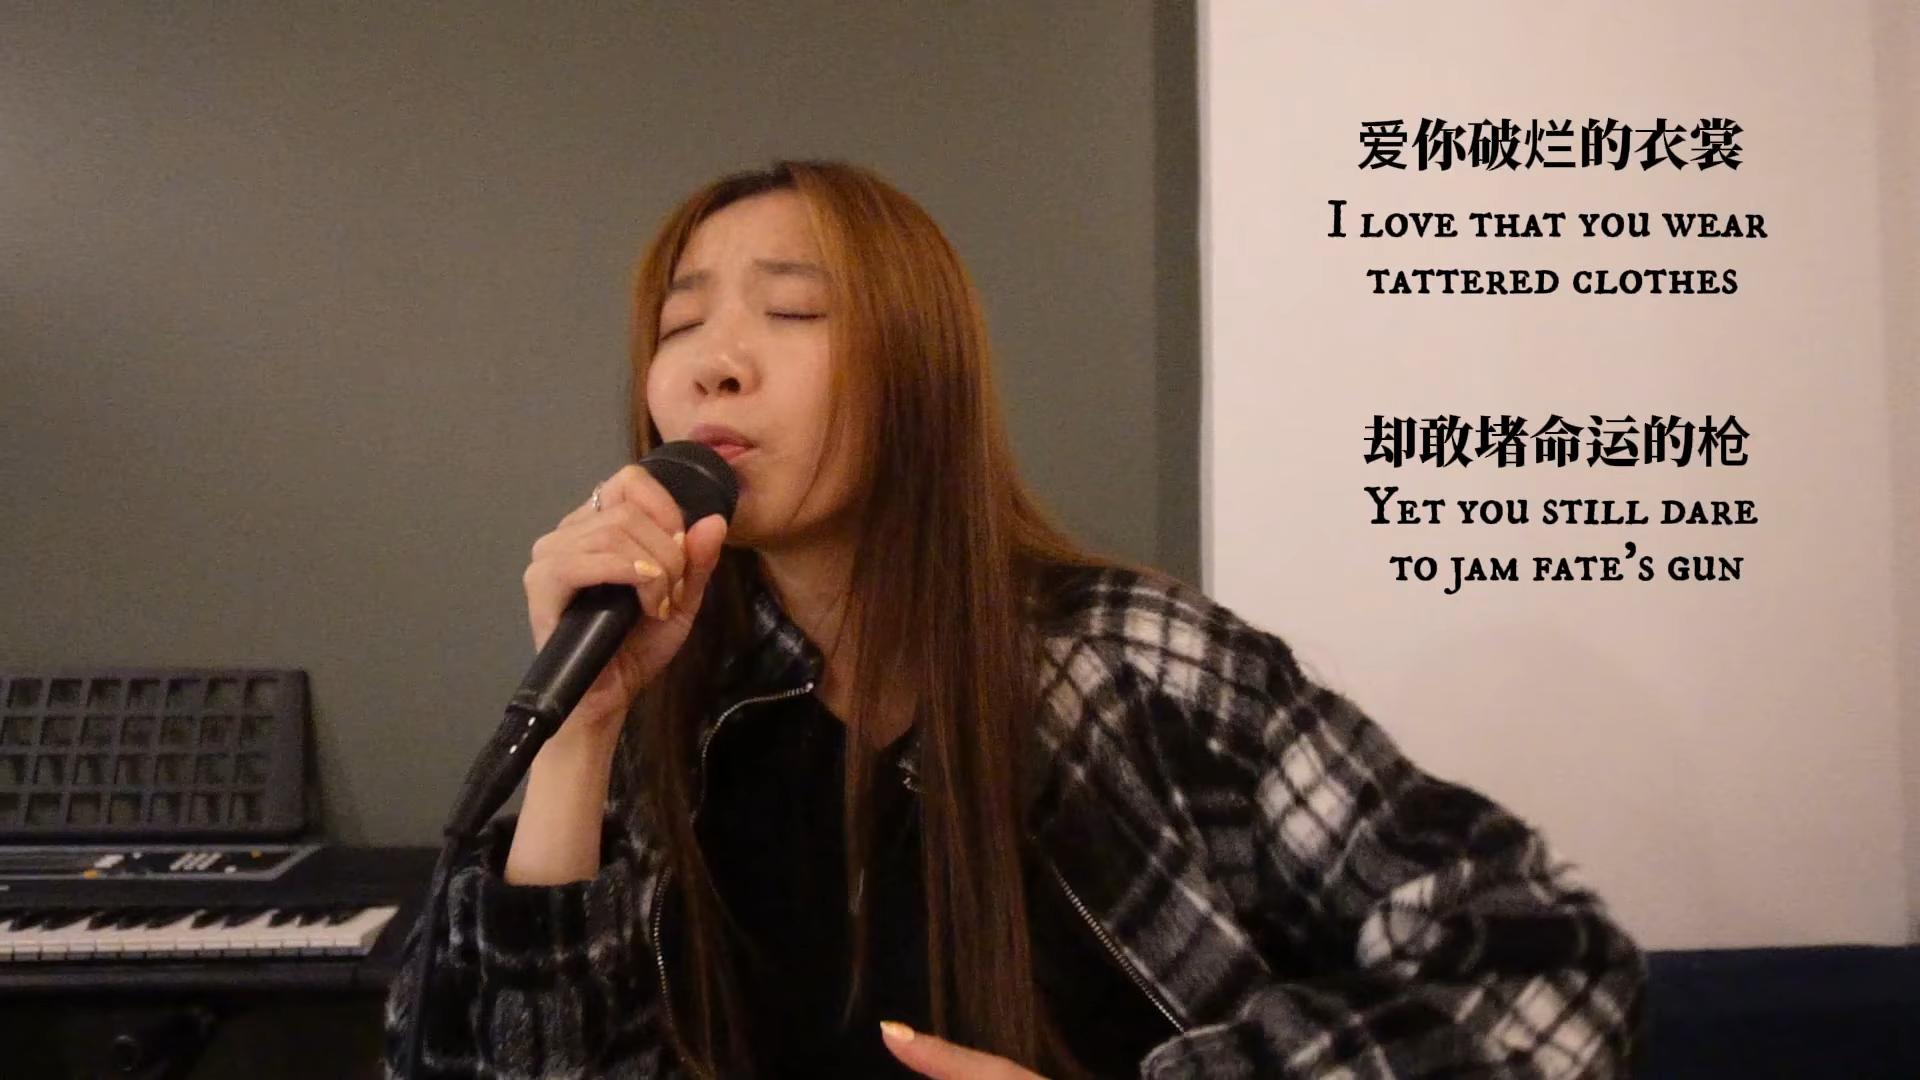 爱你破烂的衣裳
I love that you wear
tattered clothes
却敢堵命运的枪
Yet you still dare
to jam fate's gun